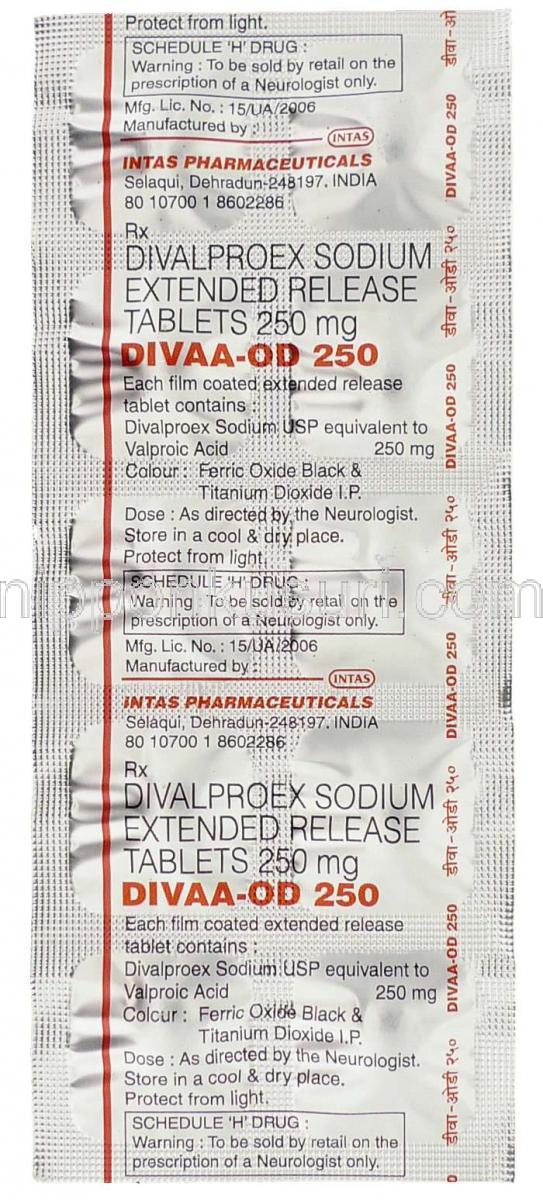 Protect from light.
SCHEDULE 'H' DRUG :
Warning : To be sold by retail on the
prescription of a Neurologist only.
Mfg. Lic. No. : 15/UA/2006
Manufactured by :
INTAS
INTAS PHARMACEUTICALS
Selaqui, Dehradun-248197. INDIA
80 10700 1 8602286
Rx
DIVALPROEX SODIUM
EXTENDED RELEASE
TABLETS 250 mg
DIVAA-OD 250
Each film coated extended release
tablet contains :
Divalproex Sodium USP equivalent to
Valproic Acid 250 mg
Colour : Ferric Oxide Black &
Titanium Dioxide I.P.
Dose : As directed by the Neurologist.
Store in a cool & dry place.
Protect from light.
SCHEDULE 'H' DRUG :
Warning : To be sold by retail on the
prescription of a Neurologist only.
Mfg. Lic. No. : 15/UA/2006
Manufactured by :
INTAS
INTAS PHARMACEUTICALS
Selaqui, Dehradun-248197. INDIA
80 10700 1 8602286
Rx
DIVALPROEX SODIUM
EXTENDED RELEASE
TABLETS 250 mg
DIVAA-OD 250
Each film coated extended release
tablet contains :
Divalproex Sodium USP equivalent to
Valproic Acid 250 mg
Colcur : Ferric Oxide Black &
Titanium Dioxide I.P.
Dose : As directed by the Neurologist.
Store in a cool & dry place.
Protect from light.
SCHEDULE 'H' DRUG :
Warning : To be sold by retail on the
prescription of a Neurologist only.
डीवा-ओ
DIVAA-OD 250
डीवा-ओडी २५०
DIVAA-OD 250
डीवा-ओडी २५०
DIVAA-OD 250
डीवा-ओडी २५०
DIVAA-OD 250
डीवा-ओडी २५०
nipponkusuri.com